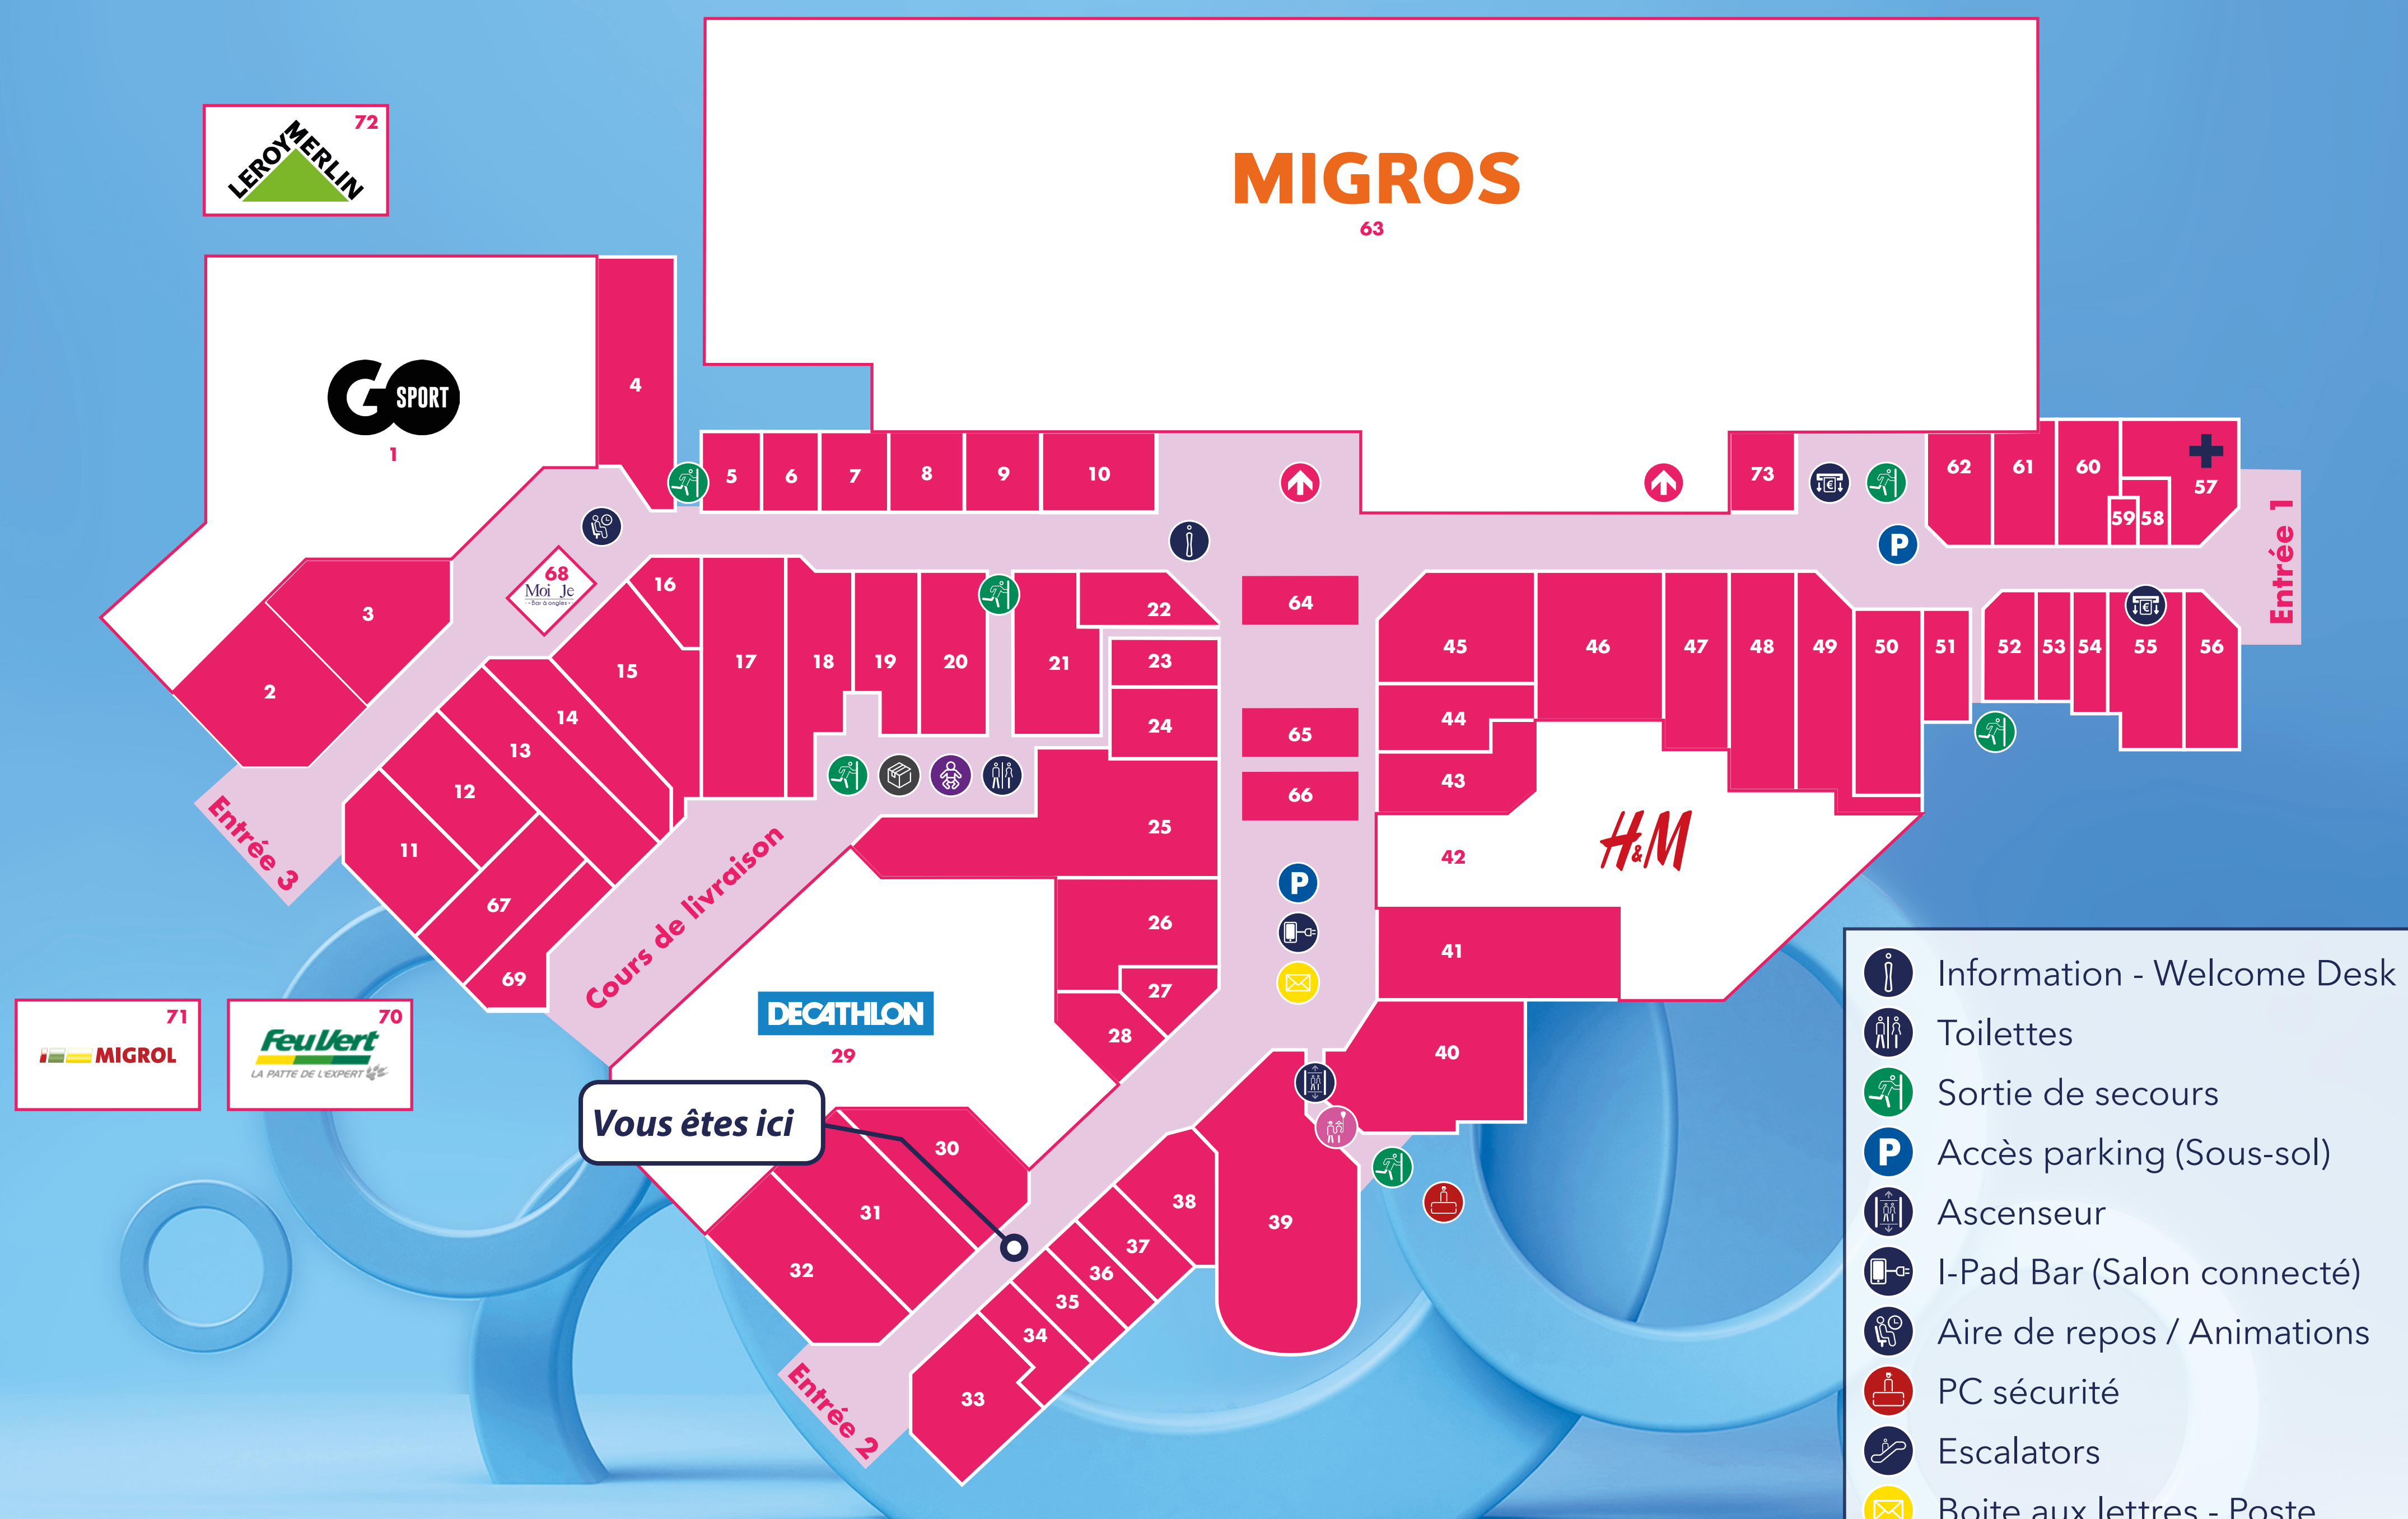 72
LEROY MERLIN
MIGROS
63
GO SPORT
1
4
5
6
7
8
9
10
73
62
61
60
57
59
58
Entrée 1
P
3
2
68
Moi Je
- Bar à ongles -
16
15
17
18
19
20
21
22
23
24
64
65
66
45
46
47
48
49
50
51
52
53
54
55
56
44
43
42
H&M
41
40
14
13
12
11
67
69
Entrée 3
Cours de livraison
25
26
27
28
P
DECATHLON
29
71
MIGROL
70
Feu Vert
LA PATTE DE L'EXPERT
Vous êtes ici
30
31
32
38
37
36
35
34
33
39
Entrée 2
Information - Welcome Desk
Toilettes
Sortie de secours
P Accès parking (Sous-sol)
Ascenseur
I-Pad Bar (Salon connecté)
Aire de repos / Animations
PC sécurité
Escalators
Boite aux lettres - Poste